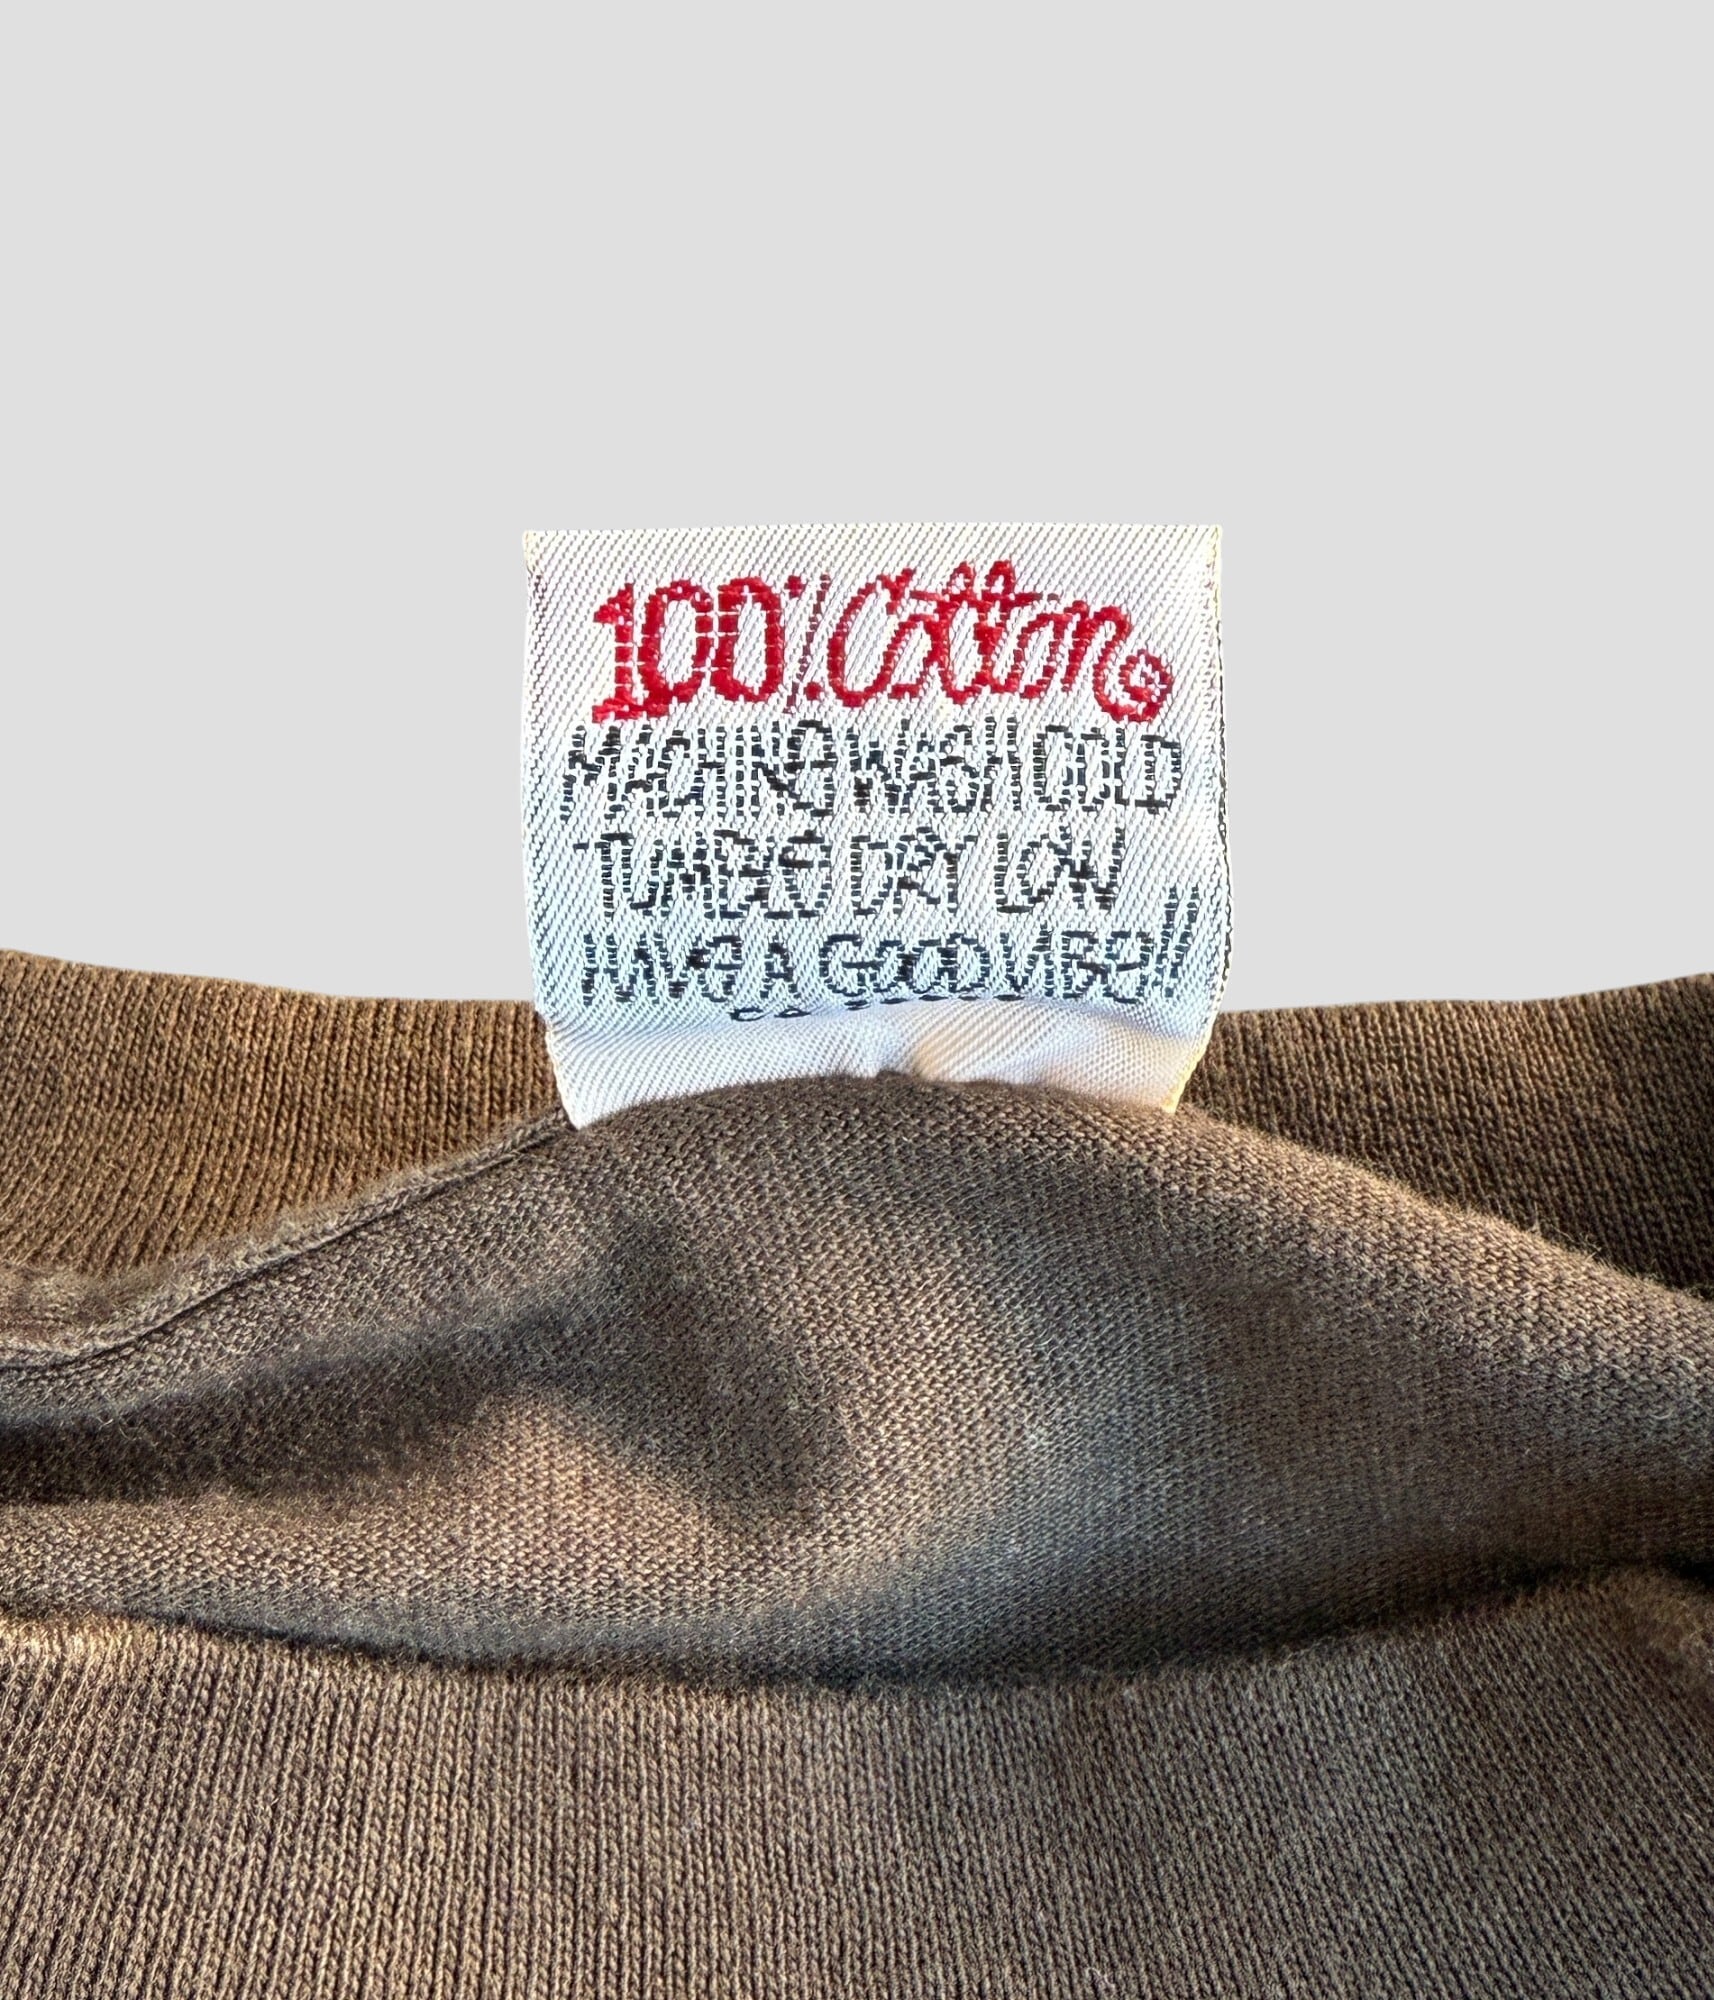 100% Cotton
MACHINE WASH COLD
TUMBLE DRY LOW
HAVE A GOOD VIBE!!